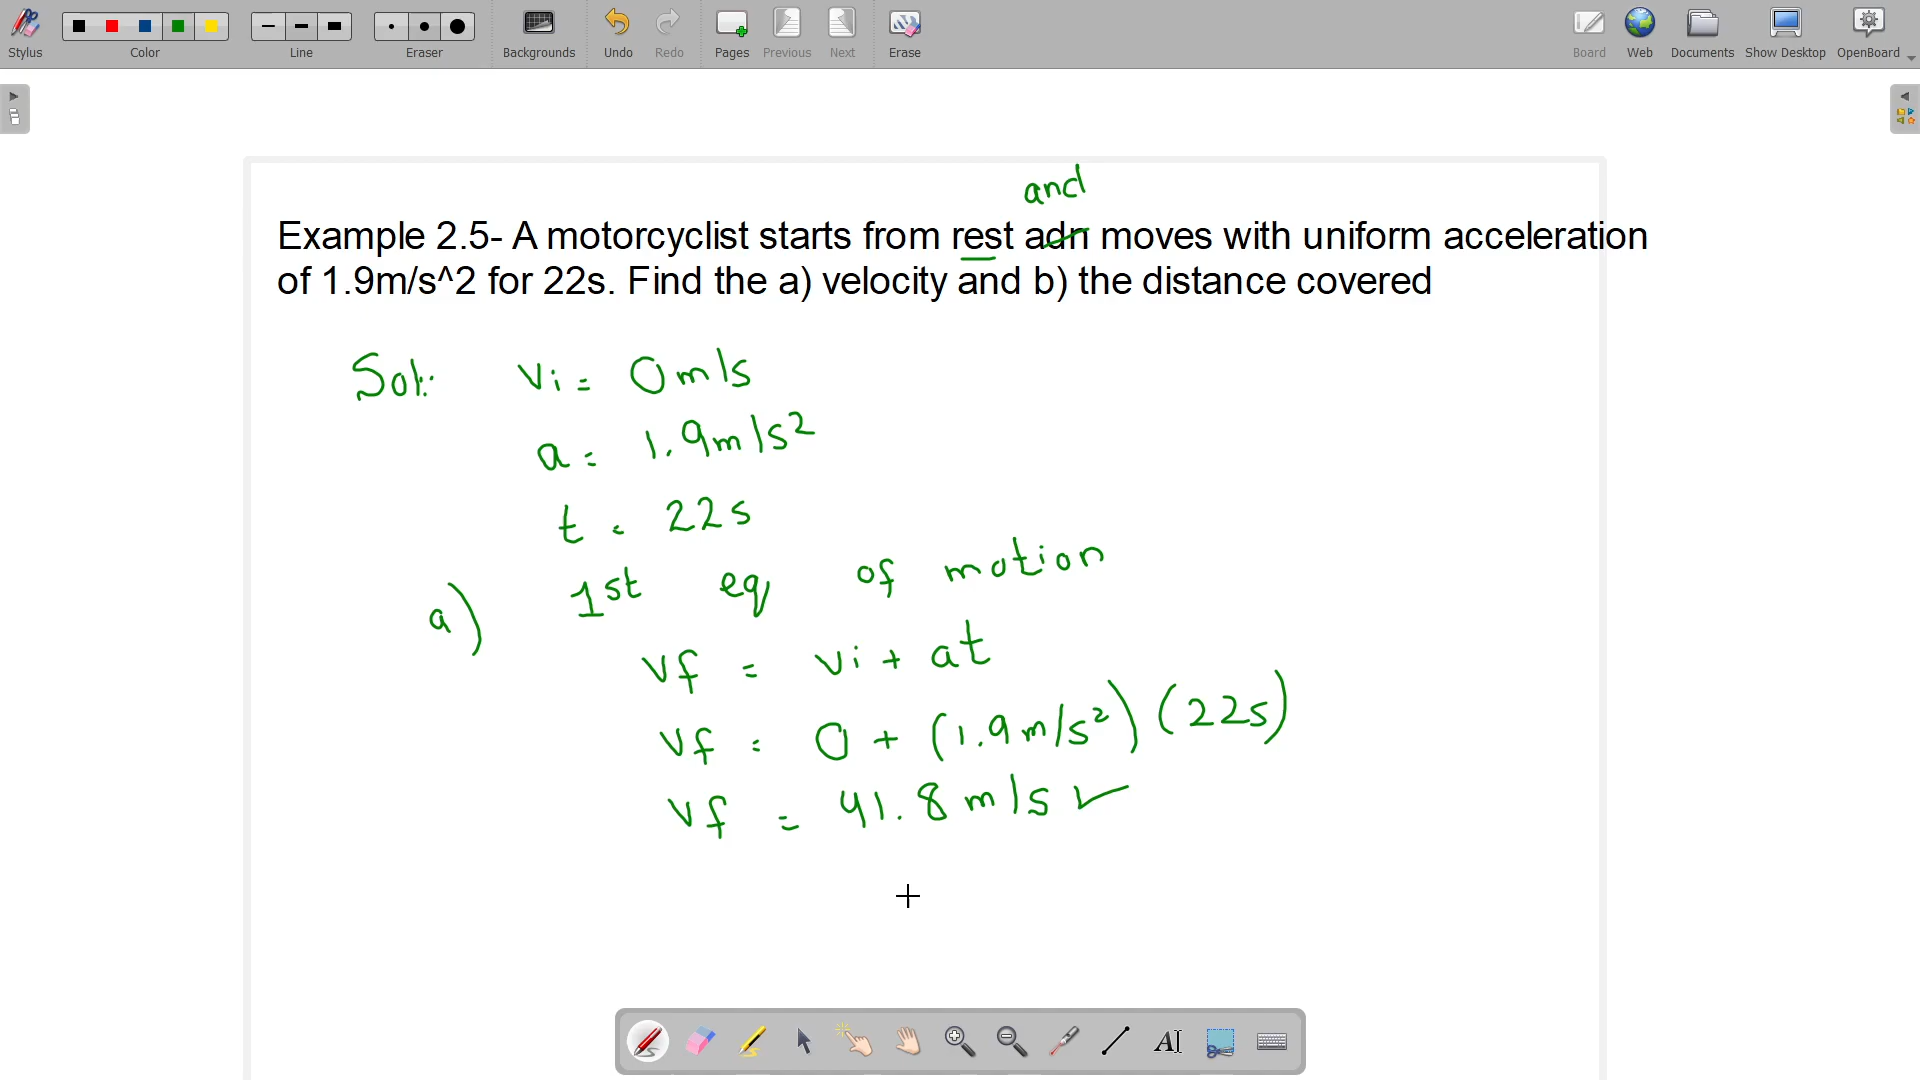 Stylus Color Line Eraser Backgrounds Undo Redo Pages Previous Next Erase Board Web Documents Show Desktop OpenBoard
and
Example 2.5- A motorcyclist starts from rest adn moves with uniform acceleration
of 1.9m/s^2 for 22s. Find the a) velocity and b) the distance covered
Sol: vi = 0m/s
a = 1.9m/s²
t = 22s
a) 1st eq of motion
vf = vi + at
vf = 0 + (1.9m/s²)(22s)
vf = 41.8 m/s ✓
AI